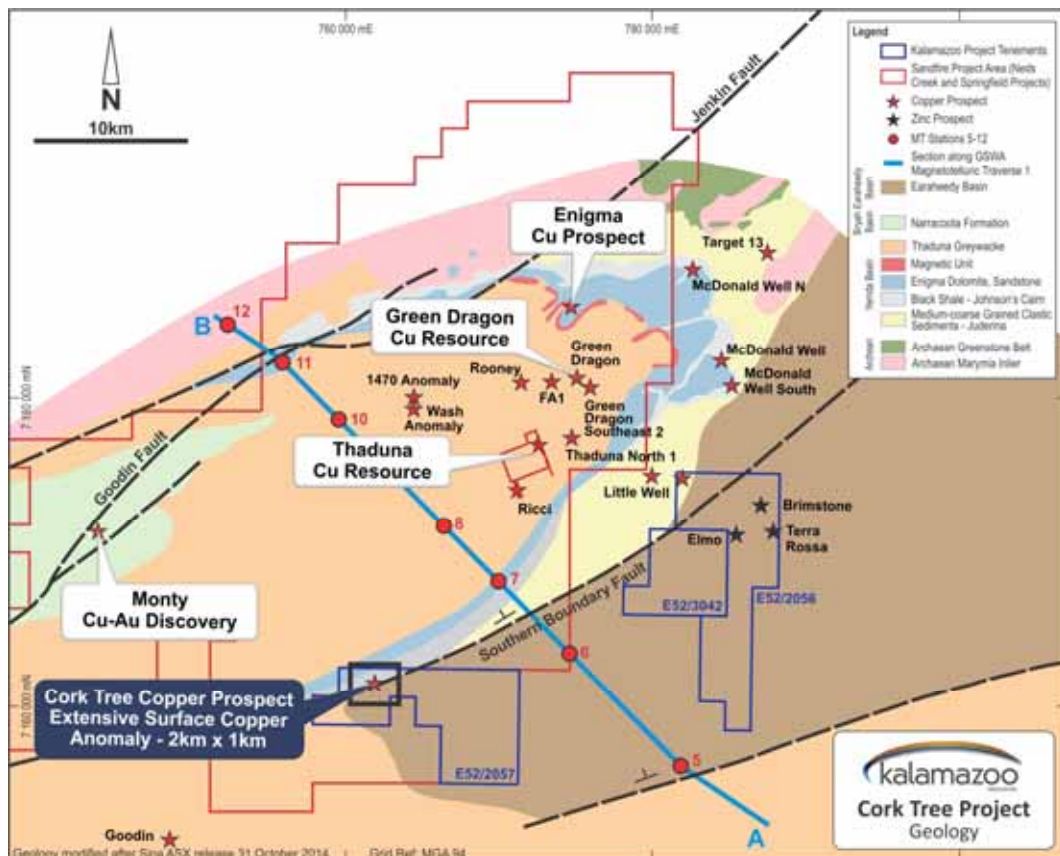 760 000 mE
780 000 mE
N
10km
Jenkin Fault
Legend
Kalamazoo Project Tenements
Sandfire Project Area (Neds
Creek and Springfield Projects)
Copper Prospect
Zinc Prospect
MT Stations 5-12
Section along GSWA
Magnetotelluric Traverse 1
Earaheedy Basin
Narracoota Formation
Thaduna Greywacke
Magnetic Unit
Enigma Dolomite, Sandstone
Black Shale - Johnson's Cairn
Medium-coarse Grained Clastic
Sediments - Juderina
Archaean Greenstone Belt
Archaean Marymia Inlier
Bryah
Basin
Earaheedy
Basin
Yerrida Basin
Archaean
Enigma
Cu Prospect
Target 13
McDonald Well N
Green Dragon
Cu Resource
B
12
11
10
8
7
6
5
A
Green
Dragon
Rooney
FA1
1470 Anomaly
Wash
Anomaly
Green
Dragon
Southeast 2
McDonald Well
McDonald
Well South
7 180 000 mN
Goodin Fault
Thaduna
Cu Resource
Thaduna North 1
Ricci
Little Well
Brimstone
Elmo
Terra
Rossa
Monty
Cu-Au Discovery
Southern Boundary Fault
E52/3042
E52/2056
7 160 000 mN
Cork Tree Copper Prospect
Extensive Surface Copper
Anomaly - 2km x 1km
E52/2057
Goodin
kalamazoo
Cork Tree Project
Geology
Geology modified after Sipa ASX release 31 October 2014
Grid Ref: MGA 94